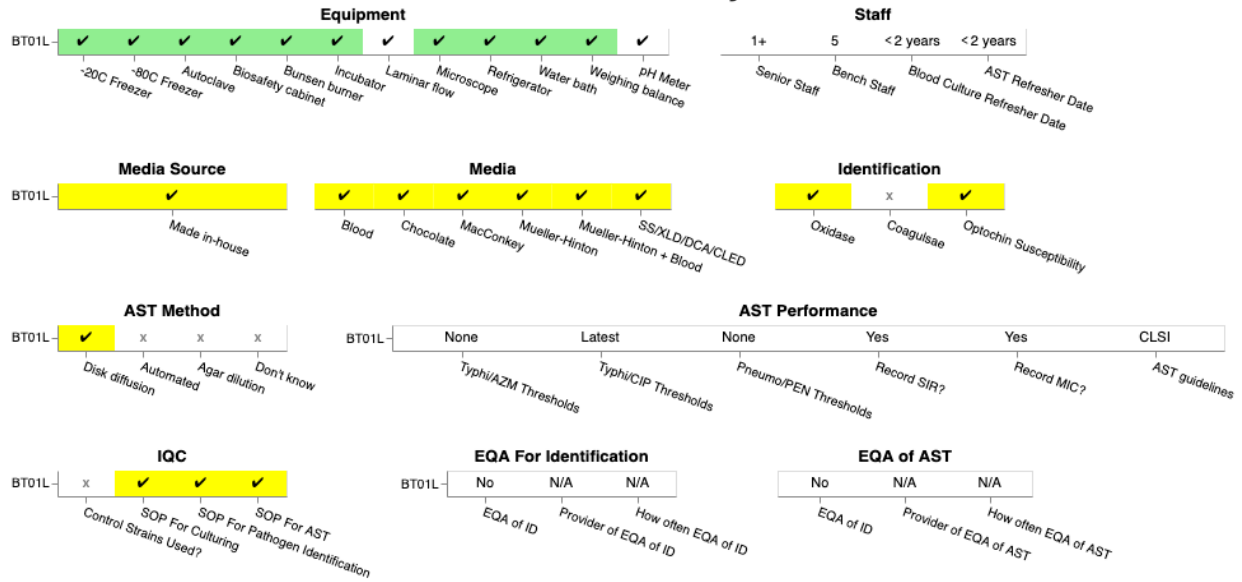 Equipment
Staff
BT01L
✔ ✔ ✔ ✔ ✔ ✔ ✔ ✔ ✔ ✔ ✔ ✔
1+ 5 <2 years <2 years
-20C Freezer
-80C Freezer
Autoclave
Biosafety cabinet
Bunsen burner
Incubator
Laminar flow
Microscope
Refrigerator
Water bath
Weighing balance
pH Meter
Senior Staff
Bench Staff
Blood Culture Refresher Date
AST Refresher Date
Media Source
Media
Identification
BT01L
✔
✔ ✔ ✔ ✔ ✔ ✔
✔ x ✔
Made in-house
Blood
Chocolate
MacConkey
Mueller-Hinton
Mueller-Hinton + Blood
SS/XLD/DCA/CLED
Oxidase
Coagulsae
Optochin Susceptibility
AST Method
AST Performance
BT01L
✔ x x x
BT01L
None Latest None Yes Yes CLSI
Disk diffusion
Automated
Agar dilution
Don't know
Typhi/AZM Thresholds
Typhi/CIP Thresholds
Pneumo/PEN Thresholds
Record SIR?
Record MIC?
AST guidelines
IQC
EQA For Identification
EQA of AST
BT01L
x ✔ ✔ ✔
BT01L
No N/A N/A
No N/A N/A
Control Strains Used?
SOP For Culturing
SOP For Pathogen Identification
SOP For AST
EQA of ID
Provider of EQA of ID
How often EQA of ID
EQA of ID
Provider of EQA of AST
How often EQA of AST